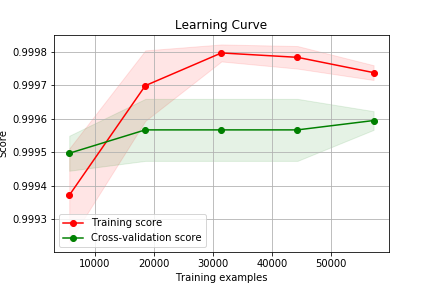 Learning Curve
0.9998
0.9997
0.9996
0.9995
0.9994
0.9993
Score
Training score
Cross-validation score
10000 20000 30000 40000 50000
Training examples